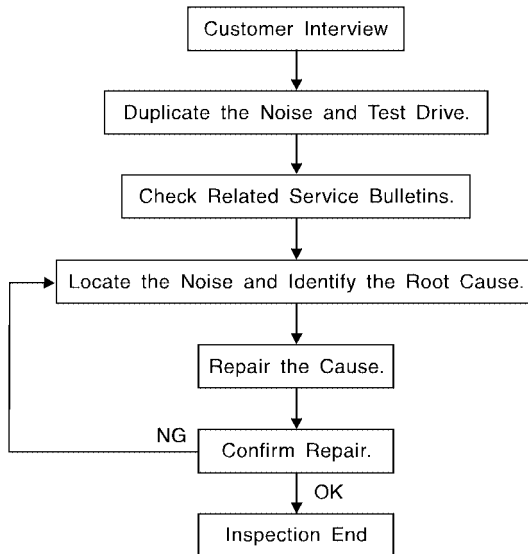 Customer Interview
Duplicate the Noise and Test Drive.
Check Related Service Bulletins.
Locate the Noise and Identify the Root Cause.
Repair the Cause.
NG
Confirm Repair.
OK
Inspection End